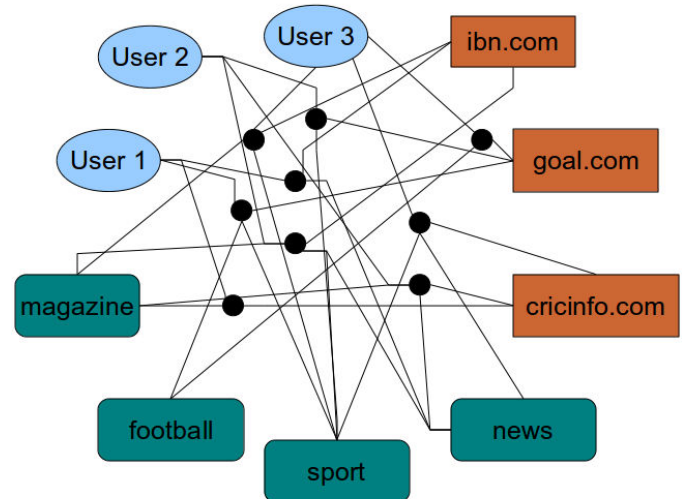 User 3
ibn.com
User 2
User 1
goal.com
magazine
cricinfo.com
football
news
sport